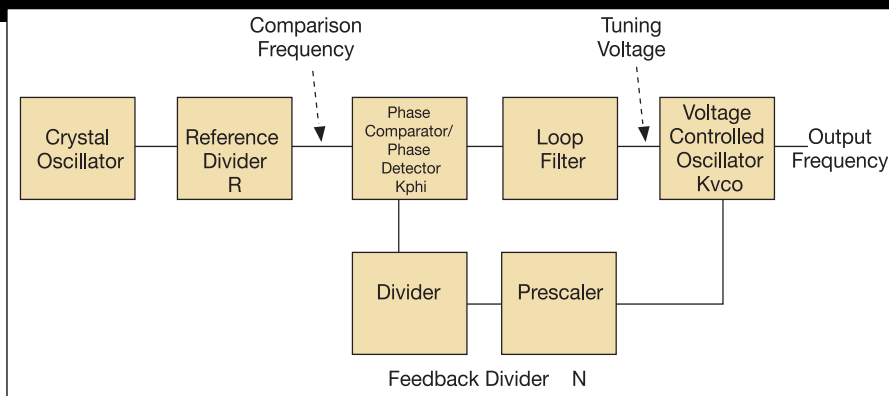 Comparison
Frequency
Tuning
Voltage
Crystal
Oscillator
Reference
Divider
R
Phase
Comparator/
Phase
Detector
Kphi
Loop
Filter
Voltage
Controlled
Oscillator
Kvco
Output
Frequency
Divider
Prescaler
Feedback Divider N